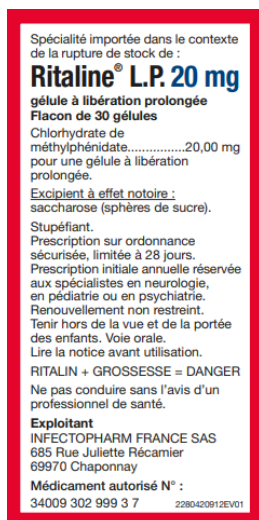 Spécialité importée dans le contexte
de la rupture de stock de :
Ritaline® L.P. 20 mg
gélule à libération prolongée
Flacon de 30 gélules
Chlorhydrate de
méthylphénidate...............20,00 mg
pour une gélule à libération
prolongée.
Excipient à effet notoire :
saccharose (sphères de sucre).
Stupéfiant.
Prescription sur ordonnance
sécurisée, limitée à 28 jours.
Prescription initiale annuelle réservée
aux spécialistes en neurologie,
en pédiatrie ou en psychiatrie.
Renouvellement non restreint.
Tenir hors de la vue et de la portée
des enfants. Voie orale.
Lire la notice avant utilisation.
RITALIN + GROSSESSE = DANGER
Ne pas conduire sans l'avis d'un
professionnel de santé.
Exploitant
INFECTOPHARM FRANCE SAS
685 Rue Juliette Récamier
69970 Chaponnay
Médicament autorisé N° :
34009 302 999 3 7 2280420912EV01